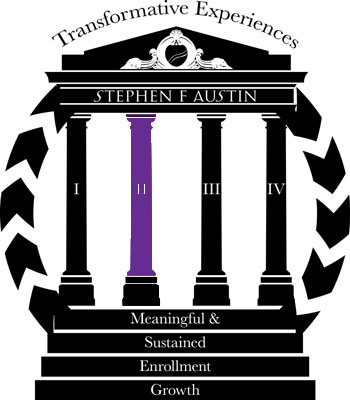 Transformative Experiences
STEPHEN F AUSTIN
I II III IV
Meaningful &
Sustained
Enrollment
Growth